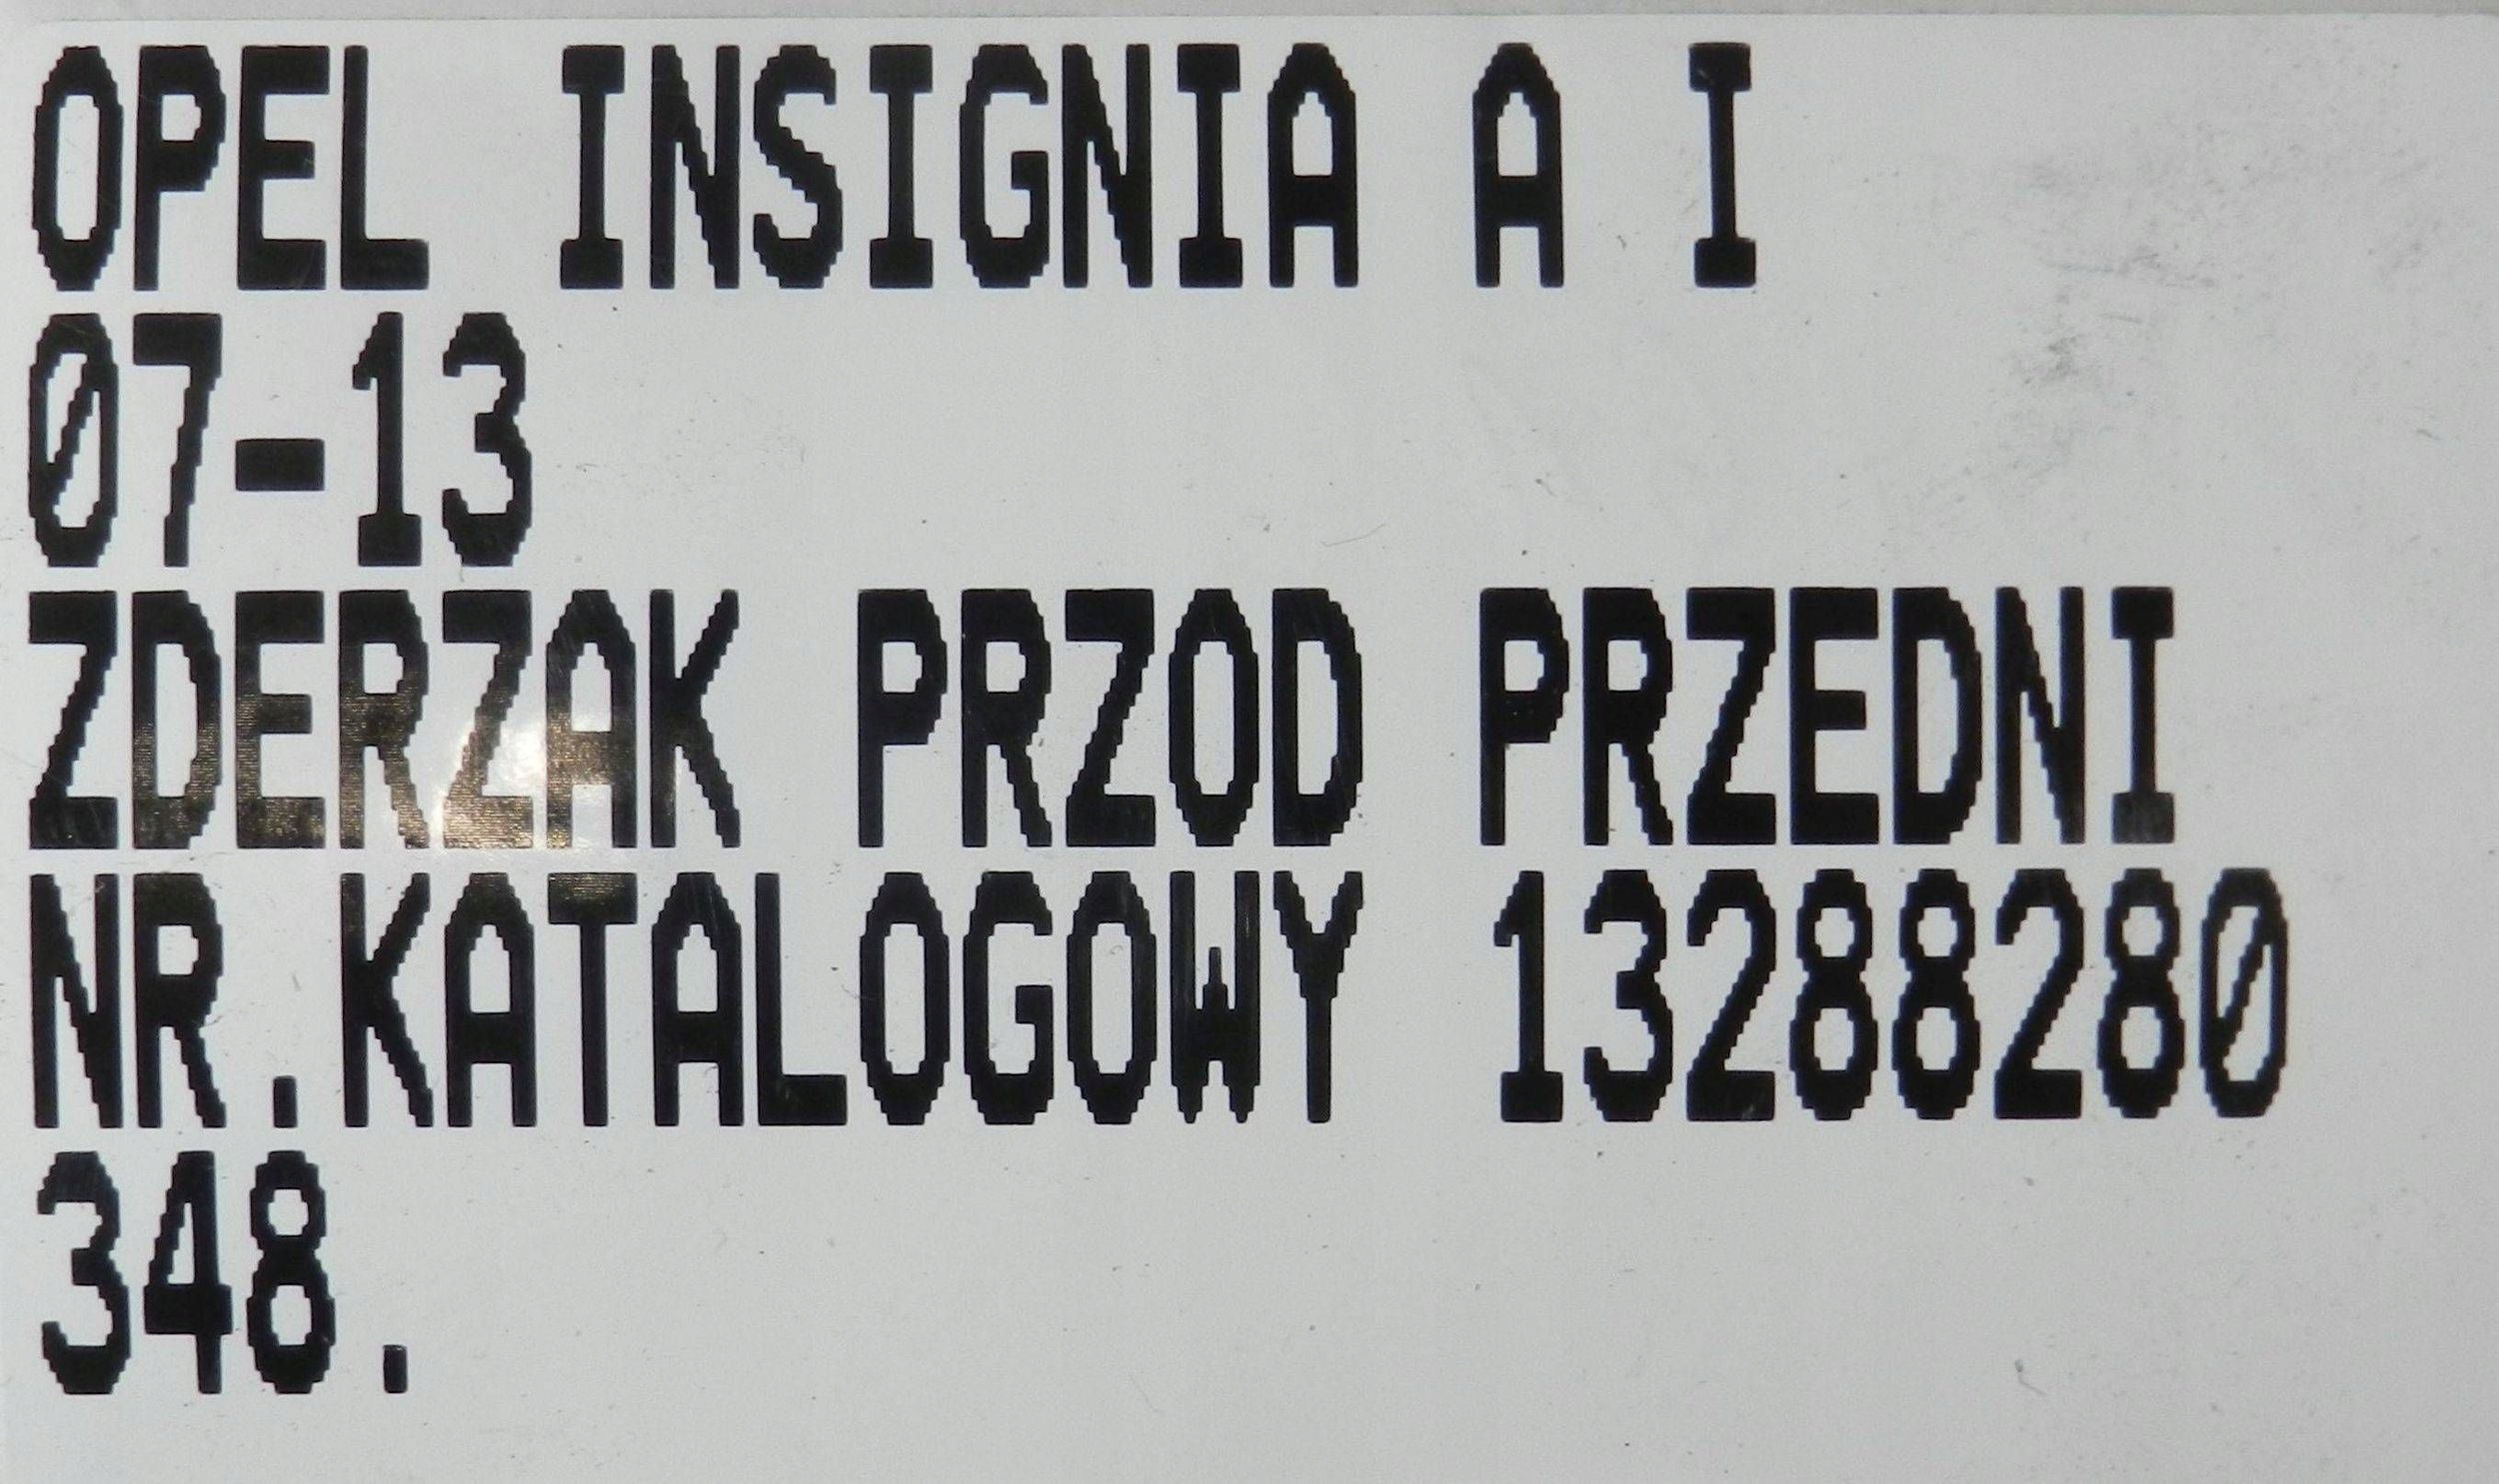 OPEL INSIGNIA A I
07-13
ZDERZAK PRZOD PRZEDNI
NR.KATALOGOWY 13288280
348.